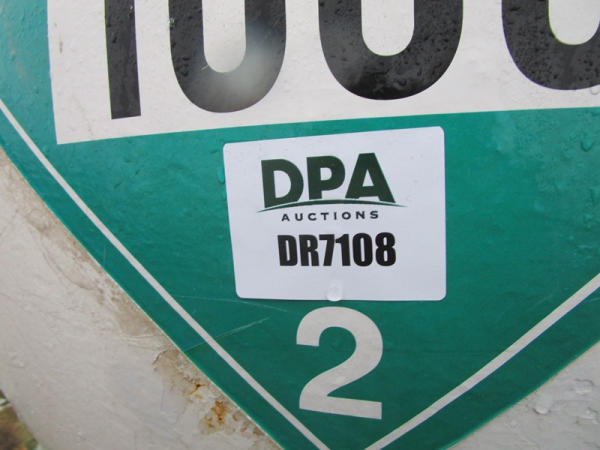 DPA
AUCTIONS
DR7108
2